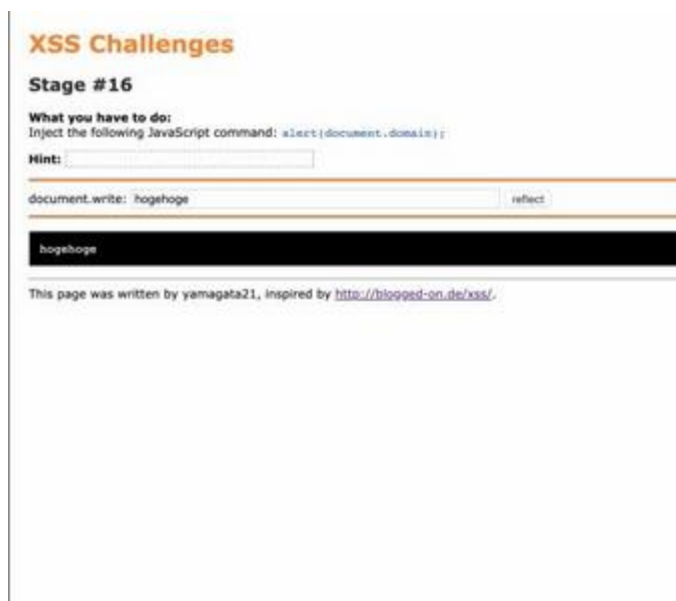 XSS Challenges
Stage #16
What you have to do:
Inject the following JavaScript command: alert(document.domain);
Hint:
document.write: hogehoge reflect
hogehoge
This page was written by yamagata21, inspired by http://blogged-on.de/xss/.